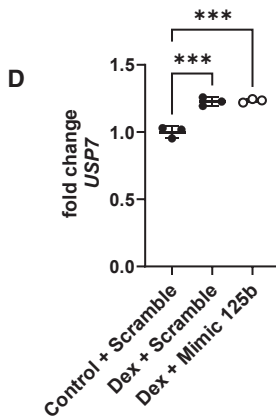 D
***
***
fold change
USP7
1.5
1.0
0.5
0.0
Control + Scramble
Dex + Scramble
Dex + Mimic 125b